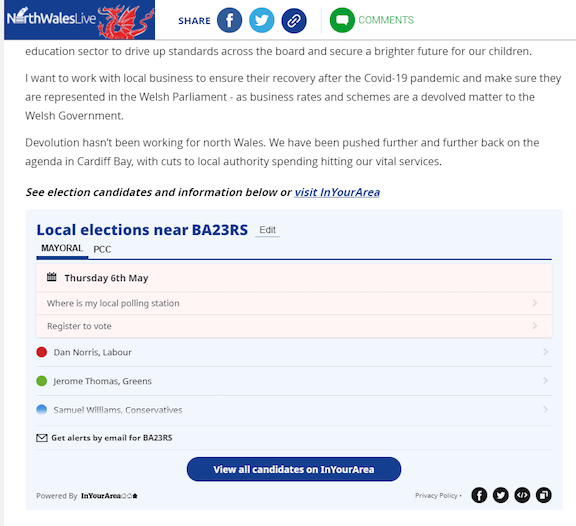 NorthWalesLive SHARE COMMENTS
education sector to drive up standards across the board and secure a brighter future for our children.
I want to work with local business to ensure their recovery after the Covid-19 pandemic and make sure they
are represented in the Welsh Parliament - as business rates and schemes are a devolved matter to the
Welsh Government.
Devolution hasn't been working for north Wales. We have been pushed further and further back on the
agenda in Cardiff Bay, with cuts to local authority spending hitting our vital services.
See election candidates and information below or visit InYourArea
Local elections near BA23RS Edit
MAYORAL PCC
Thursday 6th May
Where is my local polling station
Register to vote
Dan Norris, Labour
Jerome Thomas, Greens
Samuel Williams, Conservatives
Get alerts by email for BA23RS
View all candidates on InYourArea
Powered By InYourArea Privacy Policy •